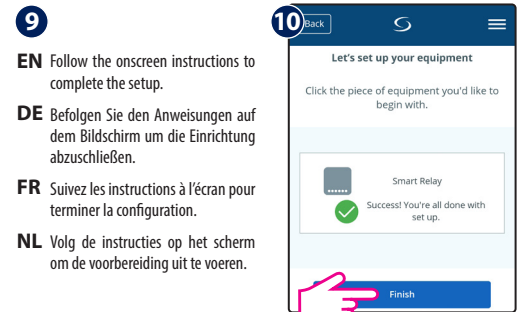 9
EN Follow the onscreen instructions to
complete the setup.
DE Befolgen Sie den Anweisungen auf
dem Bildschirm um die Einrichtung
abzuschließen.
FR Suivez les instructions à l'écran pour
terminer la configuration.
NL Volg de instructies op het scherm
om de voorbereiding uit te voeren.
10
Back
Let's set up your equipment
Click the piece of equipment you'd like to
begin with.
Smart Relay
Success! You're all done with
set up.
Finish